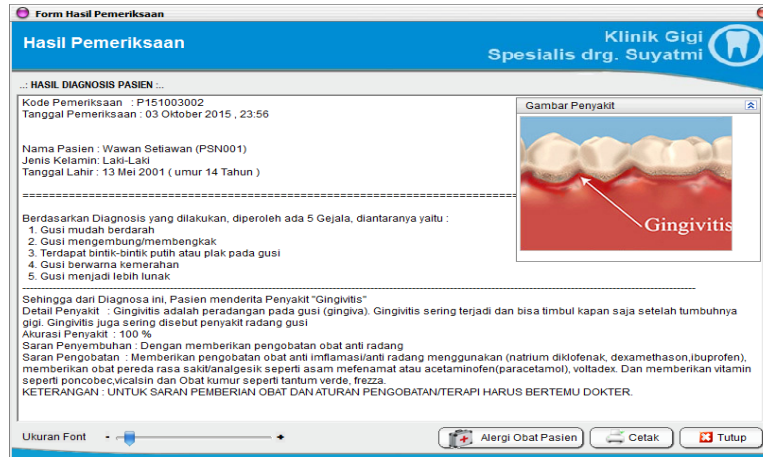 Form Hasil Pemeriksaan
Hasil Pemeriksaan
Klinik Gigi
Spesialis drg. Suyatmi
..: HASIL DIAGNOSIS PASIEN :..
Kode Pemeriksaan : P151003002
Tanggal Pemeriksaan : 03 Oktober 2015 , 23:56
Gambar Penyakit
Nama Pasien : Wawan Setiawan (PSN001)
Jenis Kelamin: Laki-Laki
Tanggal Lahir : 13 Mei 2001 ( umur 14 Tahun )
Gingivitis
Berdasarkan Diagnosis yang dilakukan, diperoleh ada 5 Gejala, diantaranya yaitu :
1. Gusi mudah berdarah
2. Gusi mengembung/membengkak
3. Terdapat bintik-bintik putih atau plak pada gusi
4. Gusi berwarna kemerahan
5. Gusi menjadi lebih lunak
Sehingga dari Diagnosa ini, Pasien menderita Penyakit "Gingivitis"
Detail Penyakit : Gingivitis adalah peradangan pada gusi (gingiva). Gingivitis sering terjadi dan bisa timbul kapan saja setelah tumbuhnya
gigi. Gingivitis juga sering disebut penyakit radang gusi
Akurasi Penyakit : 100 %
Saran Penyembuhan : Dengan memberikan pengobatan obat anti radang
Saran Pengobatan : Memberikan pengobatan obat anti imflamasi/anti radang menggunakan (natrium diklofenak, dexamethason,ibuprofen),
memberikan obat pereda rasa sakit/analgesik seperti asam mefenamat atau acetaminofen(paracetamol), voltadex. Dan memberikan vitamin
seperti poncobec,vicalsin dan Obat kumur seperti tantum verde, frezza.
KETERANGAN : UNTUK SARAN PEMBERIAN OBAT DAN ATURAN PENGOBATAN/TERAPI HARUS BERTEMU DOKTER.
Ukuran Font - +
Alergi Obat Pasien
Cetak
Tutup